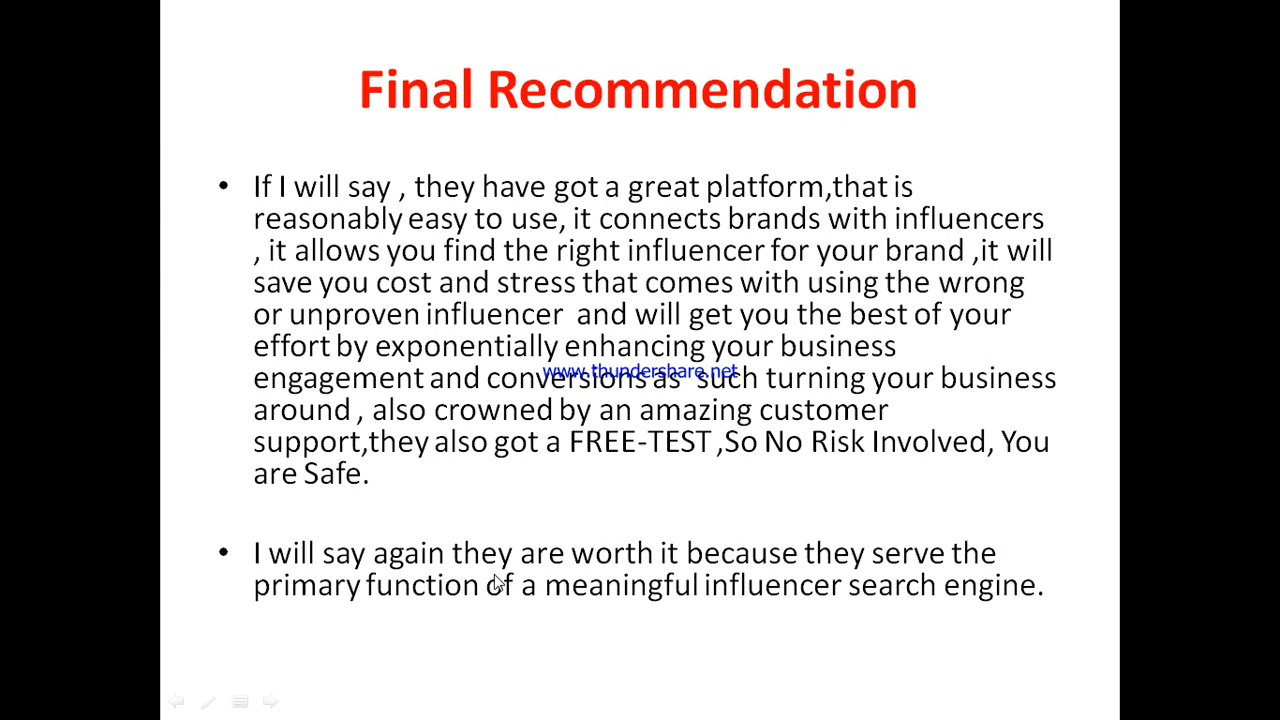 Final Recommendation
• If I will say , they have got a great platform,that is
reasonably easy to use, it connects brands with influencers
, it allows you find the right influencer for your brand ,it will
save you cost and stress that comes with using the wrong
or unproven influencer  and will get you the best of your
effort by exponentially enhancing your business
www.thundershare.net
engagement and conversions as  such turning your business
around , also crowned by an amazing customer
support,they also got a FREE-TEST ,So No Risk Involved, You
are Safe.
• I will say again they are worth it because they serve the
primary function of a meaningful influencer search engine.